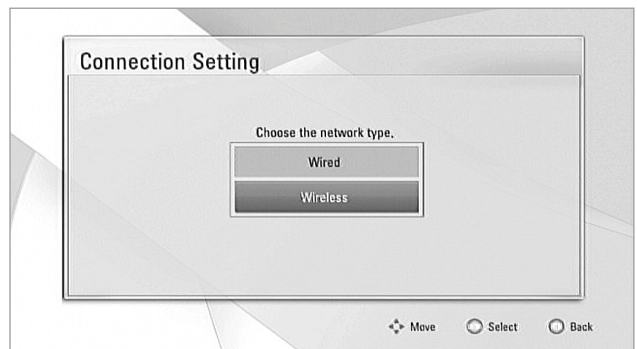 Connection Setting
Choose the network type.
Wired
Wireless
Move Select Back